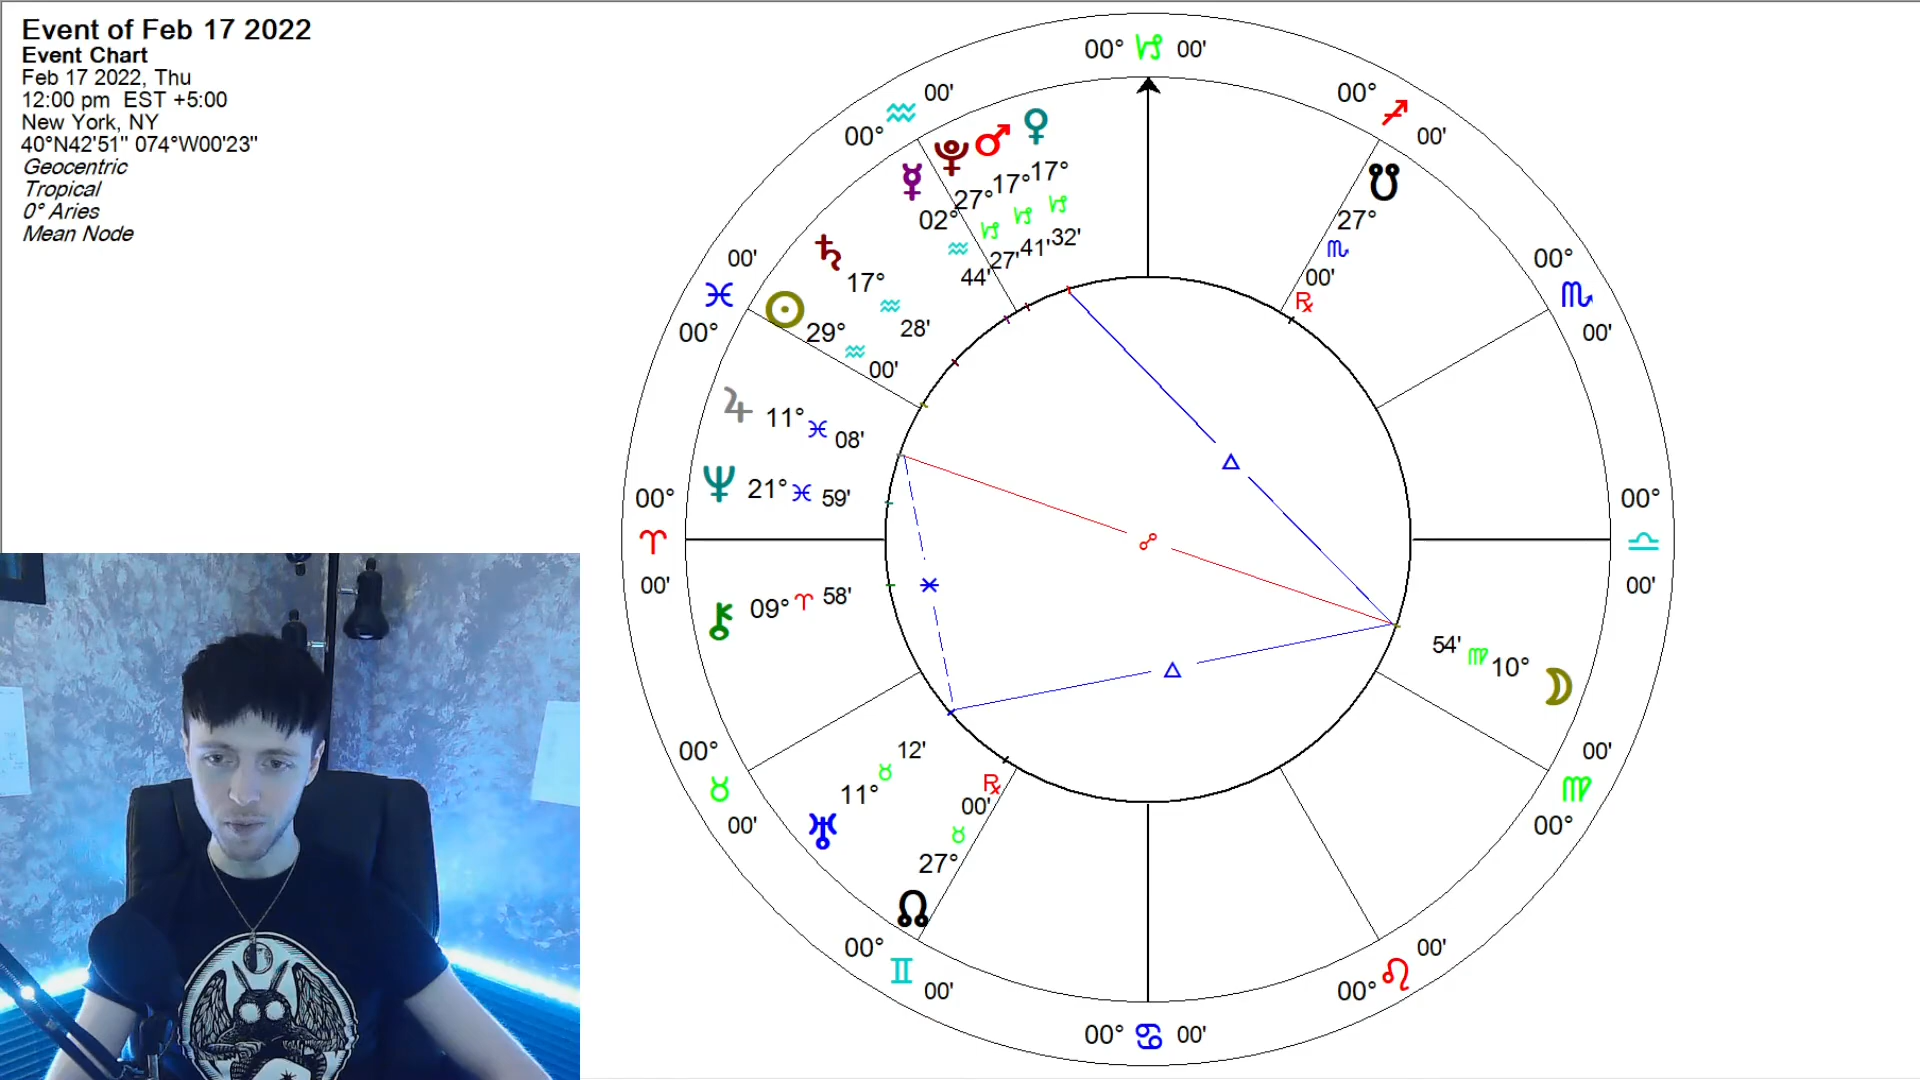 Event of Feb 17 2022
Event Chart
Feb 17 2022, Thu
12:00 pm EST +5:00
New York, NY
40°N42'51" 074°W00'23"
Geocentric
Tropical
0° Aries
Mean Node
00° ♑ 00'
00° ♐ 00'
00° ♏ 00'
00° ♎ 00'
00° ♍ 00'
00° ♌ 00'
00° ♋ 00'
00° ♊ 00'
00° ♉ 00'
00° ♈ 00'
00° ♓ 00'
00° ♒ 00'
♀ 17° ♑ 32'
♂ 17° ♑ 41'
♇ 27° ♑ 27'
☿ 02° ♒ 44'
♄ 17° ♒ 28'
☉ 29° ♒ 00'
♃ 11° ♓ 08'
♆ 21° ♓ 59'
⚷ 09° ♈ 58'
♅ 11° ♉ 12'
☊ 27° ♉ 00' ℞
☽ 10° ♍ 54'
☋ 27° ♏ 00' ℞